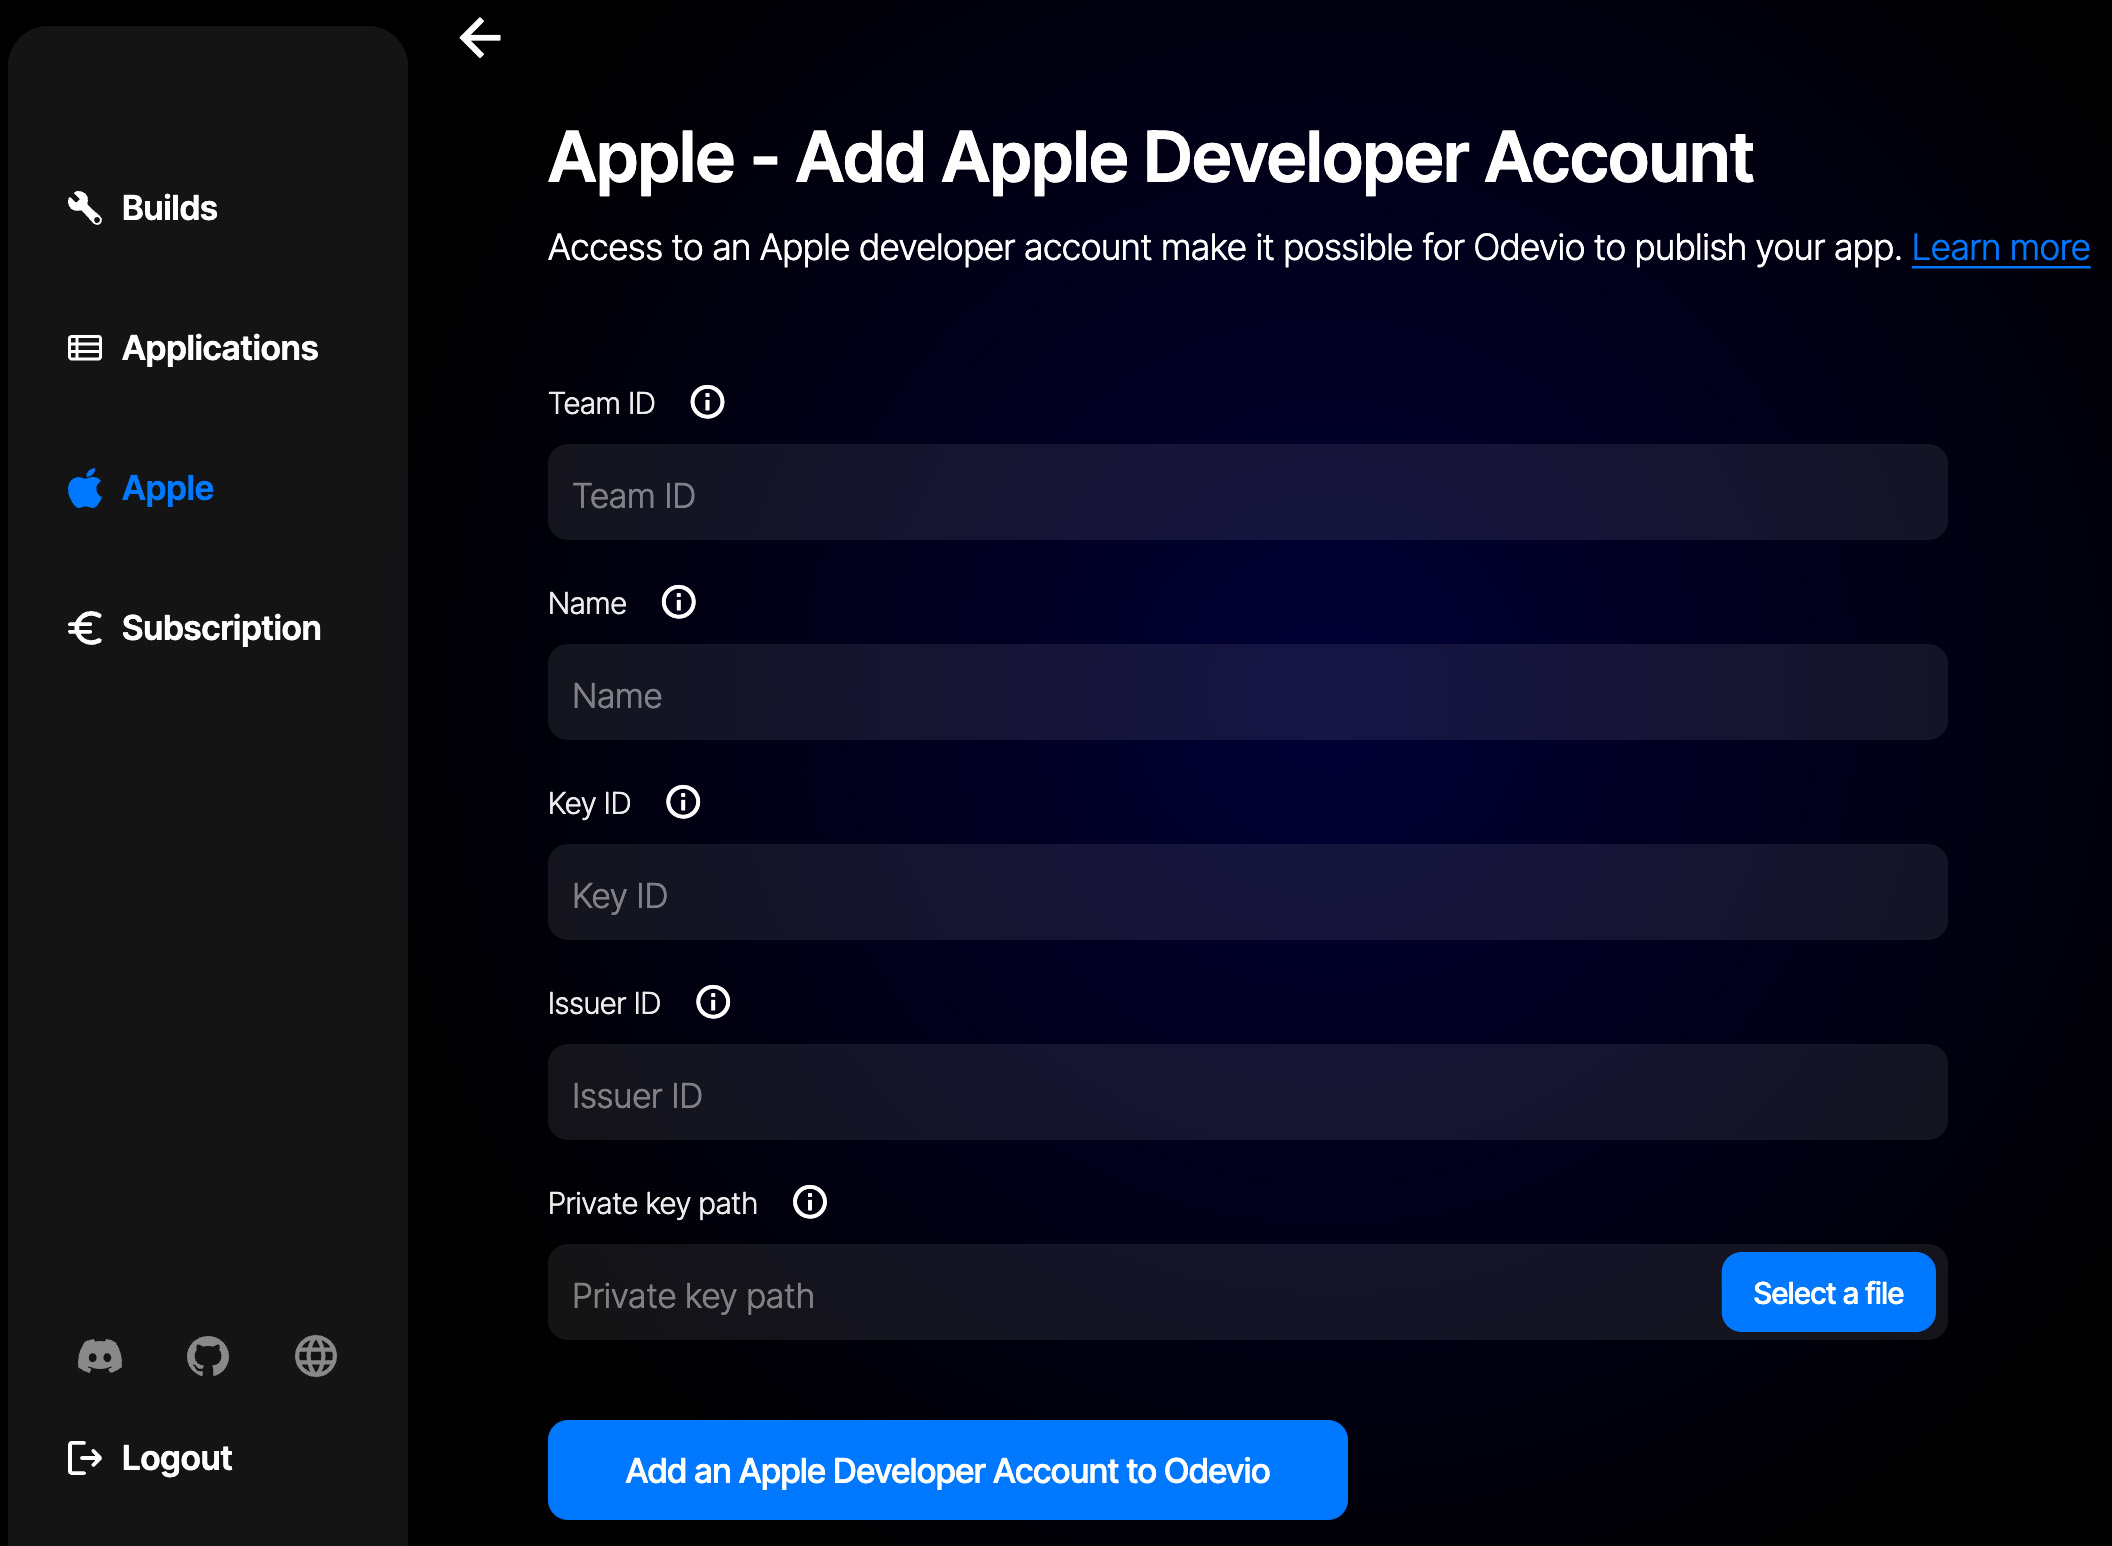 Builds
Applications
Apple
Subscription
Logout
Apple - Add Apple Developer Account
Access to an Apple developer account make it possible for Odevio to publish your app. Learn more
Team ID
Team ID
Name
Name
Key ID
Key ID
Issuer ID
Issuer ID
Private key path
Private key path
Select a file
Add an Apple Developer Account to Odevio